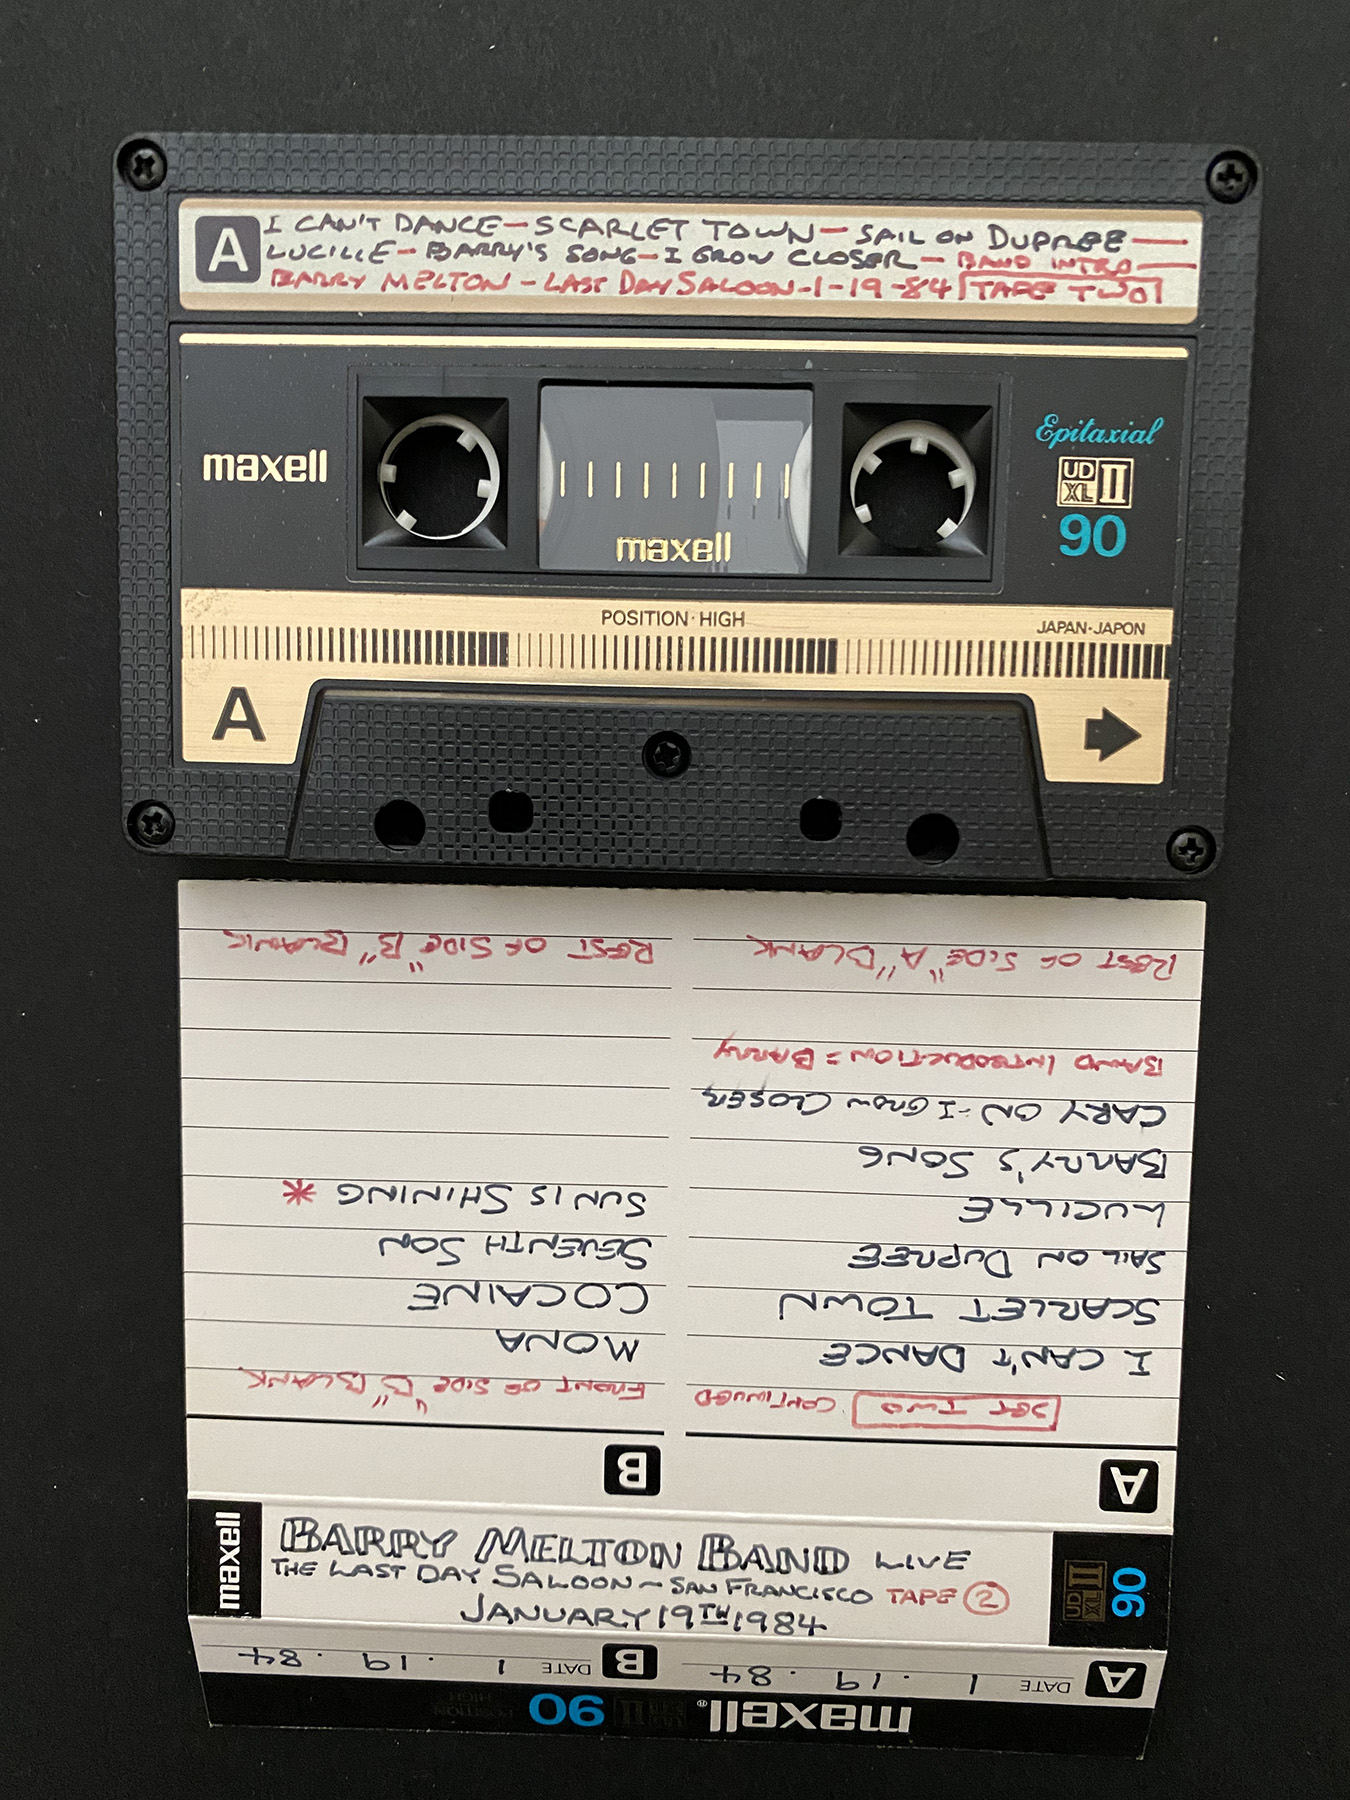 A
I CAN'T DANCE - SCARLET TOWN - SAIL ON DUPREE -
LUCILLE - BARRY'S SONG - I GROW CLOSER - BAND INTRO -
BARRY MELTON - LAST DAY SALOON - 1-19-84 TAPE TWO
maxell
maxell
Epitaxial
UD XL II
90
POSITION·HIGH
JAPAN·JAPON
A
BARRY MELTON BAND LIVE
THE LAST DAY SALOON - SAN FRANCISCO TAPE 2
JANUARY 19TH 1984
maxell
UD XL II 90
maxell® UD XL II 90 POSITION HIGH
A DATE 1 . 19 . 84
B DATE 1 . 19 . 84
A
SET TWO CONTINUED
I CAN'T DANCE
SCARLET TOWN
SAIL ON DUPREE
LUCILLE
BARRY'S SONG
CARY ON - I GROW CLOSER
BAND INTRODUCTION = BARRY
REST OF SIDE "A" BLANK
B
FRONT OF SIDE "B" BLANK
MONA
COCAINE
SEVENTH SON
SUN IS SHINING *
REST OF SIDE "B" BLANK